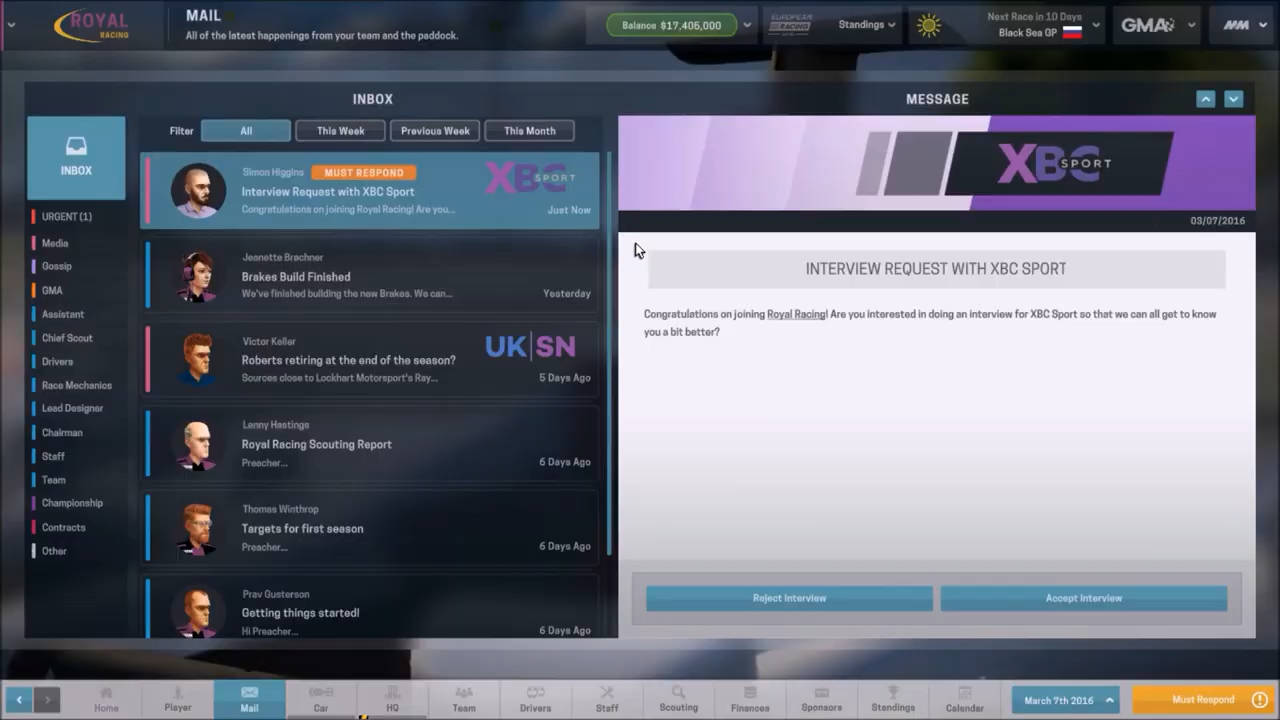 ROYAL
RACING
MAIL
All of the latest happenings from your team and the paddock.
Balance $17,405,000
EUROPEAN
RACING
Standings
Next Race in 10 Days
Black Sea GP
GMA
INBOX
MESSAGE
INBOX
URGENT (1)
Media
Gossip
GMA
Assistant
Chief Scout
Drivers
Race Mechanics
Lead Designer
Chairman
Staff
Team
Championship
Contracts
Other
Filter
All
This Week
Previous Week
This Month
Simon Higgins
MUST RESPOND
Interview Request with XBC Sport
Congratulations on joining Royal Racing! Are you...
XBC SPORT
Just Now
Jeanette Brøchner
Brakes Build Finished
We've finished building the new Brakes. We can...
Yesterday
Victor Keller
Roberts retiring at the end of the season?
Sources close to Lockhart Motorsport's Ray...
UK|SN
5 Days Ago
Lenny Hastings
Royal Racing Scouting Report
Preacher...
6 Days Ago
Thomas Winthrop
Targets for first season
Preacher...
6 Days Ago
Prav Gusterson
Getting things started!
Hi Preacher...
6 Days Ago
XBC SPORT
03/07/2016
INTERVIEW REQUEST WITH XBC SPORT
Congratulations on joining Royal Racing! Are you interested in doing an interview for XBC Sport so that we can all get to know
you a bit better?
Reject Interview
Accept Interview
Home
Player
Mail
Car
HQ
Team
Drivers
Staff
Scouting
Finances
Sponsors
Standings
Calendar
March 7th 2016
Must Respond